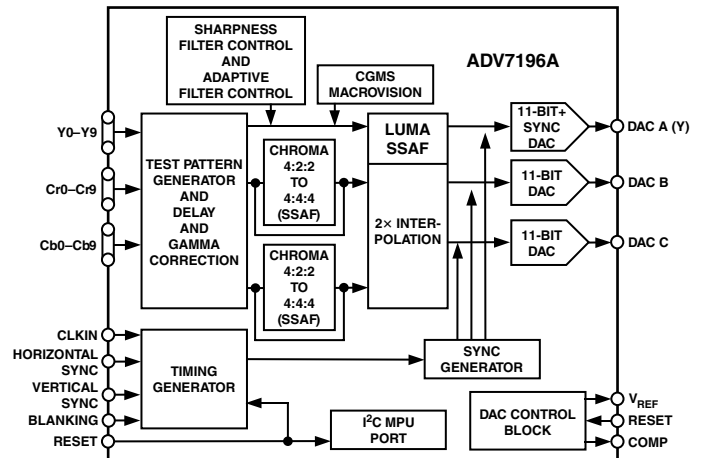 SHARPNESS
FILTER CONTROL
AND
ADAPTIVE
FILTER CONTROL
CGMS
MACROVISION
ADV7196A
Y0–Y9
Cr0–Cr9
Cb0–Cb9
TEST PATTERN
GENERATOR
AND
DELAY
AND
GAMMA
CORRECTION
CHROMA
4:2:2
TO
4:4:4
(SSAF)
CHROMA
4:2:2
TO
4:4:4
(SSAF)
LUMA
SSAF
2× INTER-
POLATION
11-BIT+
SYNC
DAC
11-BIT
DAC
11-BIT
DAC
DAC A (Y)
DAC B
DAC C
CLKIN
HORIZONTAL
SYNC
VERTICAL
SYNC
BLANKING
RESET
TIMING
GENERATOR
SYNC
GENERATOR
I²C MPU
PORT
DAC CONTROL
BLOCK
VREF
RESET
COMP